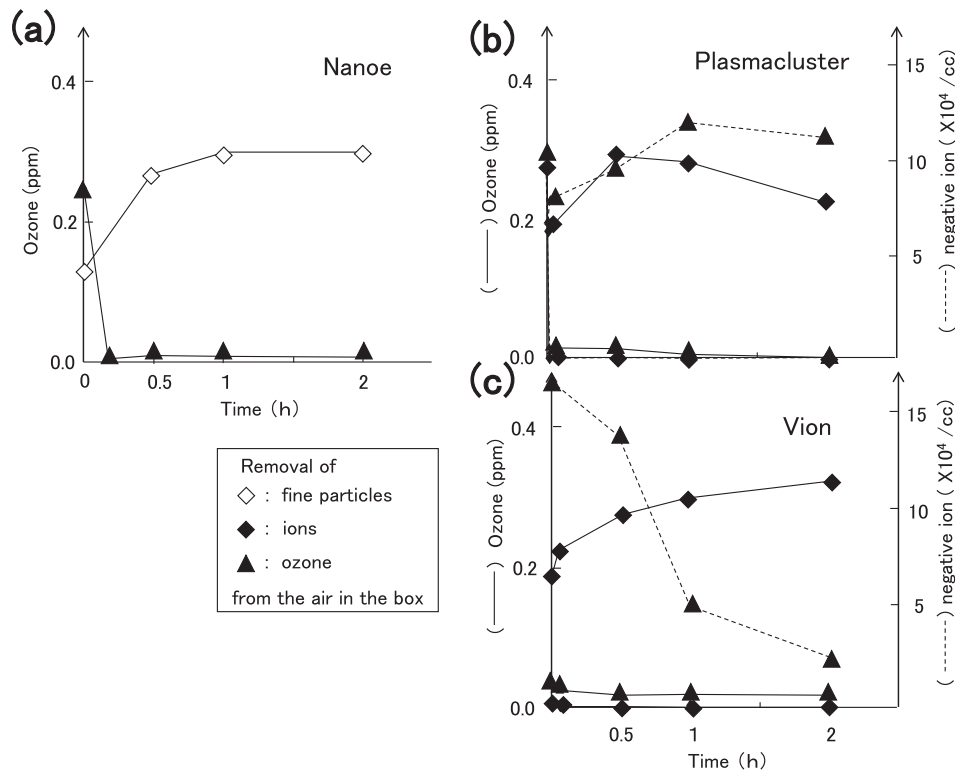 (a)
Nanoe
0.4
0.2
0.0
Ozone (ppm)
0
0.5
1
2
Time (h)
Removal of
◇ : fine particles
◆ : ions
▲ : ozone
from the air in the box
(b)
Plasmacluster
0.4
0.2
0.0
(——) Ozone (ppm)
15
10
5
(------) negative ion ( X10⁴ /cc)
(c)
Vion
0.4
0.2
0.0
(——) Ozone (ppm)
15
10
5
(------) negative ion ( X10⁴ /cc)
0.5
1
2
Time (h)